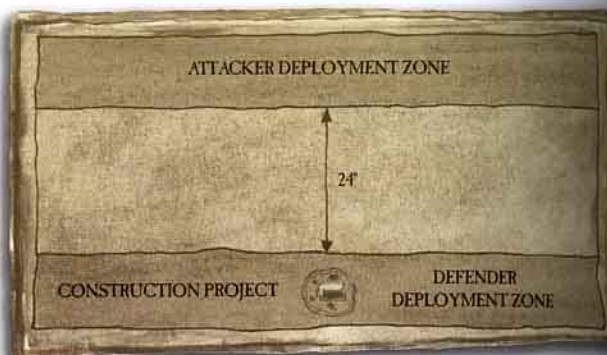 ATTACKER DEPLOYMENT ZONE
24"
CONSTRUCTION PROJECT
DEFENDER
DEPLOYMENT ZONE